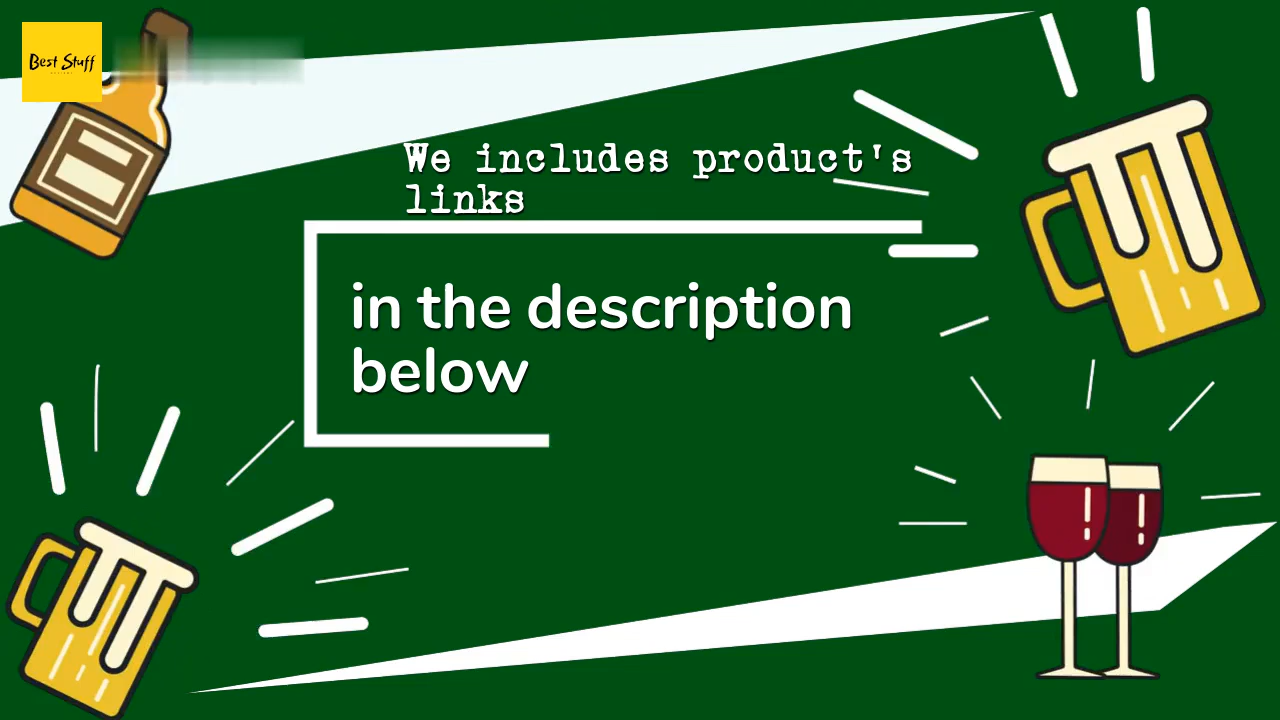 Best Stuff
We includes product's
links
in the description
below